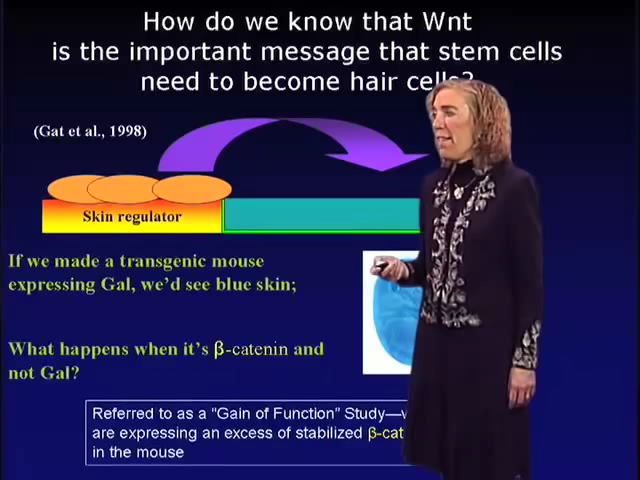 How do we know that Wnt
is the important message that stem cells
need to become hair cells?
(Gat et al., 1998)
Skin regulator
If we made a transgenic mouse
expressing Gal, we'd see blue skin;
What happens when it's β-catenin and
not Gal?
Referred to as a "Gain of Function" Study—
are expressing an excess of stabilized β-cat
in the mouse